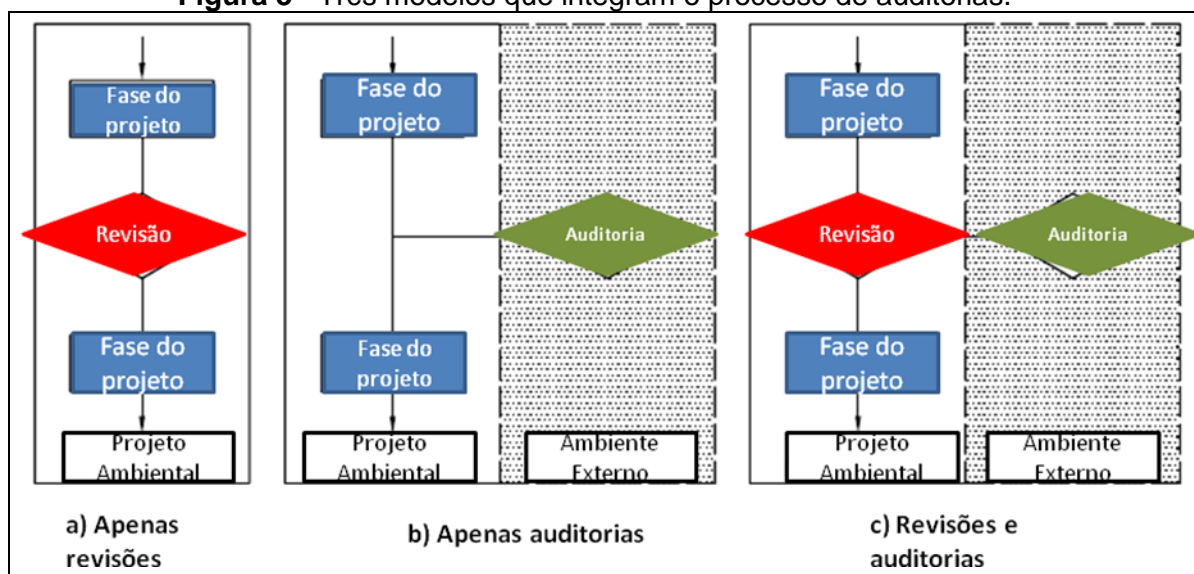 Figura 3 - Três modelos que integram o processo de auditorias.
Fase do
projeto
Revisão
Fase do
projeto
Projeto
Ambiental
a) Apenas
revisões
Fase do
projeto
Auditoria
Fase do
projeto
Projeto
Ambiental
Ambiente
Externo
b) Apenas auditorias
Fase do
projeto
Revisão
Auditoria
Fase do
projeto
Projeto
Ambiental
Ambiente
Externo
c) Revisões e
auditorias